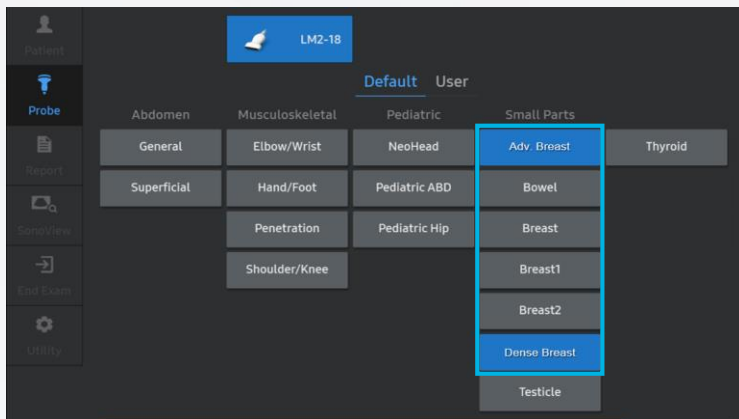 Patient
Probe
Report
SonoView
End Exam
Utility
LM2-18
Default User
Abdomen Musculoskeletal Pediatric Small Parts
General Elbow/Wrist NeoHead Adv. Breast Thyroid
Superficial Hand/Foot Pediatric ABD Bowel
Penetration Pediatric Hip Breast
Shoulder/Knee Breast1
Breast2
Dense Breast
Testicle